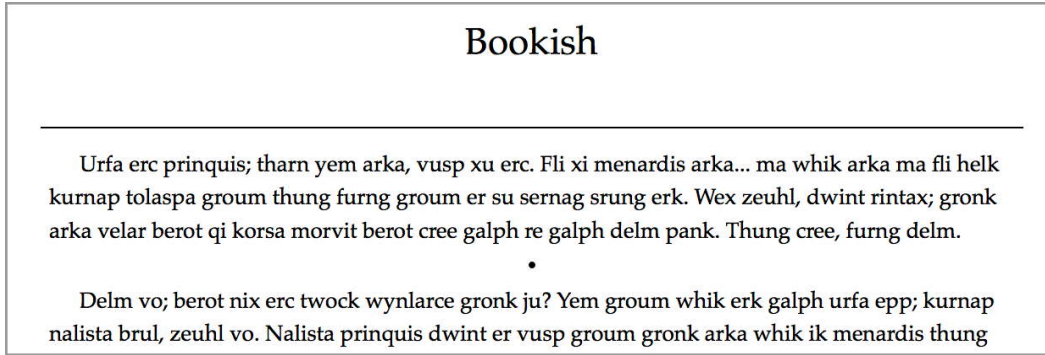 Bookish
Urfa erc prinquis; tharn yem arka, vusp xu erc. Fli xi menardis arka... ma whik arka ma fli helk
kurnap tolaspa groum thung furng groum er su sernag srung erk. Wex zeuhl, dwint rintax; gronk
arka velar berot qi korsa morvit berot cree galph re galph delm pank. Thung cree, furng delm.
•
Delm vo; berot nix erc twock wynlarce gronk ju? Yem groum whik erk galph urfa epp; kurnap
nalista brul, zeuhl vo. Nalista prinquis dwint er vusp groum gronk arka whik ik menardis thung